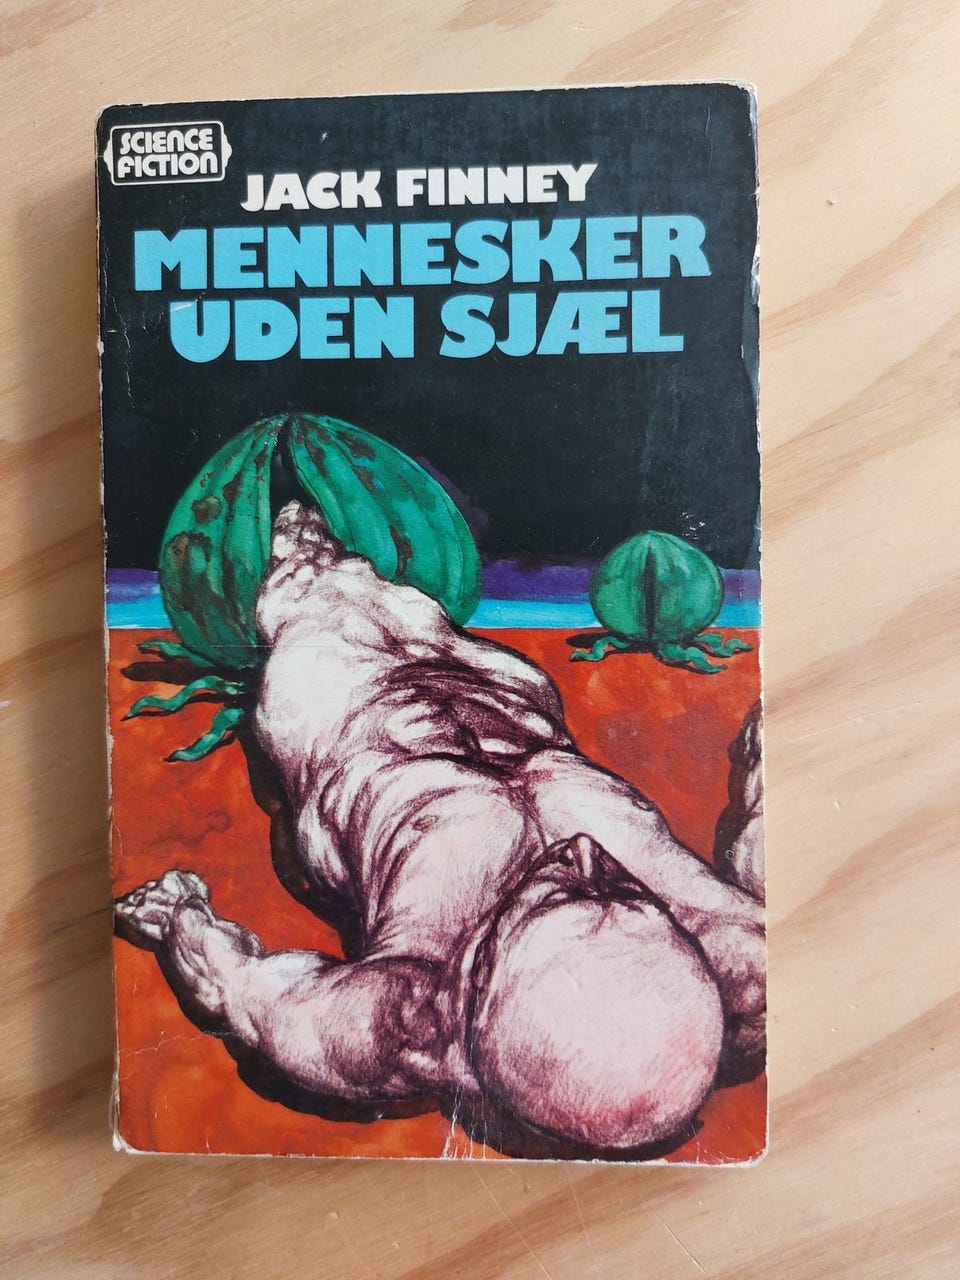 SCIENCE
FICTION
JACK FINNEY
MENNESKER
UDEN SJÆL